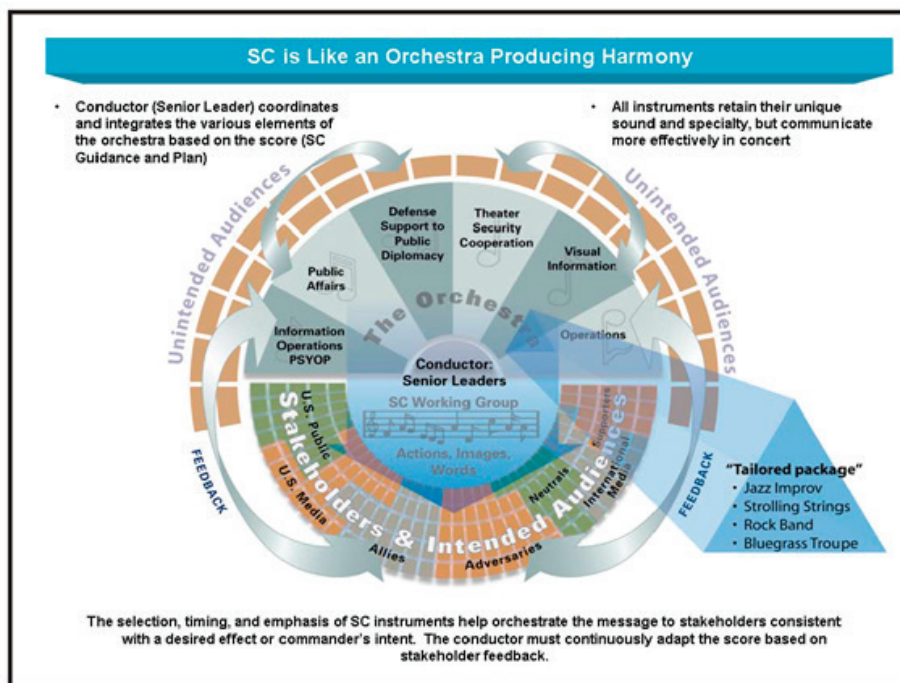 SC is Like an Orchestra Producing Harmony
• Conductor (Senior Leader) coordinates
and integrates the various elements of
the orchestra based on the score (SC
Guidance and Plan)
• All instruments retain their unique
sound and specialty, but communicate
more effectively in concert
Unintended Audiences
Unintended Audiences
Defense
Support to
Public
Diplomacy
Theater
Security
Cooperation
Public
Affairs
Visual
Information
Information
Operations
PSYOP
Operations
The Orchestra
Conductor:
Senior Leaders
SC Working Group
Actions, Images,
Words
Stakeholders & Intended Audiences
U.S. Public
U.S. Media
Allies
Adversaries
Neutrals
International
Media
Supporters
FEEDBACK
FEEDBACK
"Tailored package"
• Jazz Improv
• Strolling Strings
• Rock Band
• Bluegrass Troupe
The selection, timing, and emphasis of SC instruments help orchestrate the message to stakeholders consistent
with a desired effect or commander's intent. The conductor must continuously adapt the score based on
stakeholder feedback.